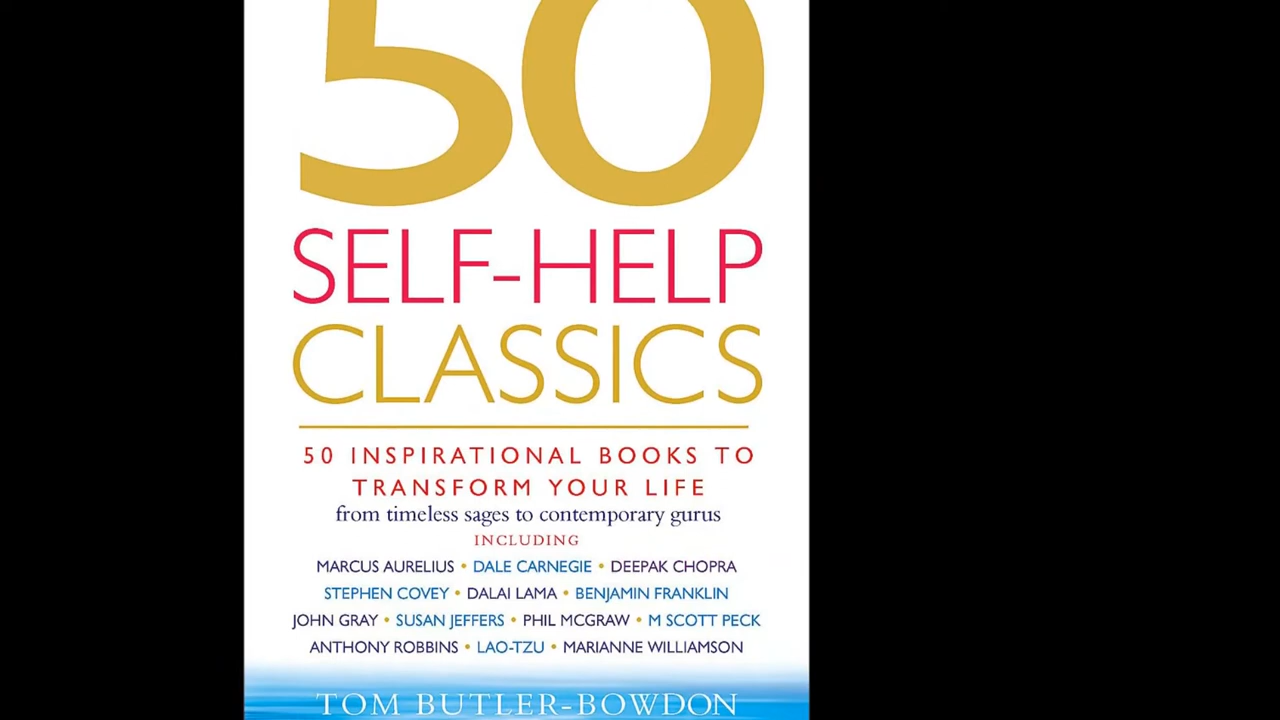 50
SELF-HELP
CLASSICS
50 INSPIRATIONAL BOOKS TO
TRANSFORM YOUR LIFE
from timeless sages to contemporary gurus
INCLUDING
MARCUS AURELIUS • DALE CARNEGIE • DEEPAK CHOPRA
STEPHEN COVEY • DALAI LAMA • BENJAMIN FRANKLIN
JOHN GRAY • SUSAN JEFFERS • PHIL MCGRAW • M SCOTT PECK
ANTHONY ROBBINS • LAO-TZU • MARIANNE WILLIAMSON
TOM BUTLER-BOWDON